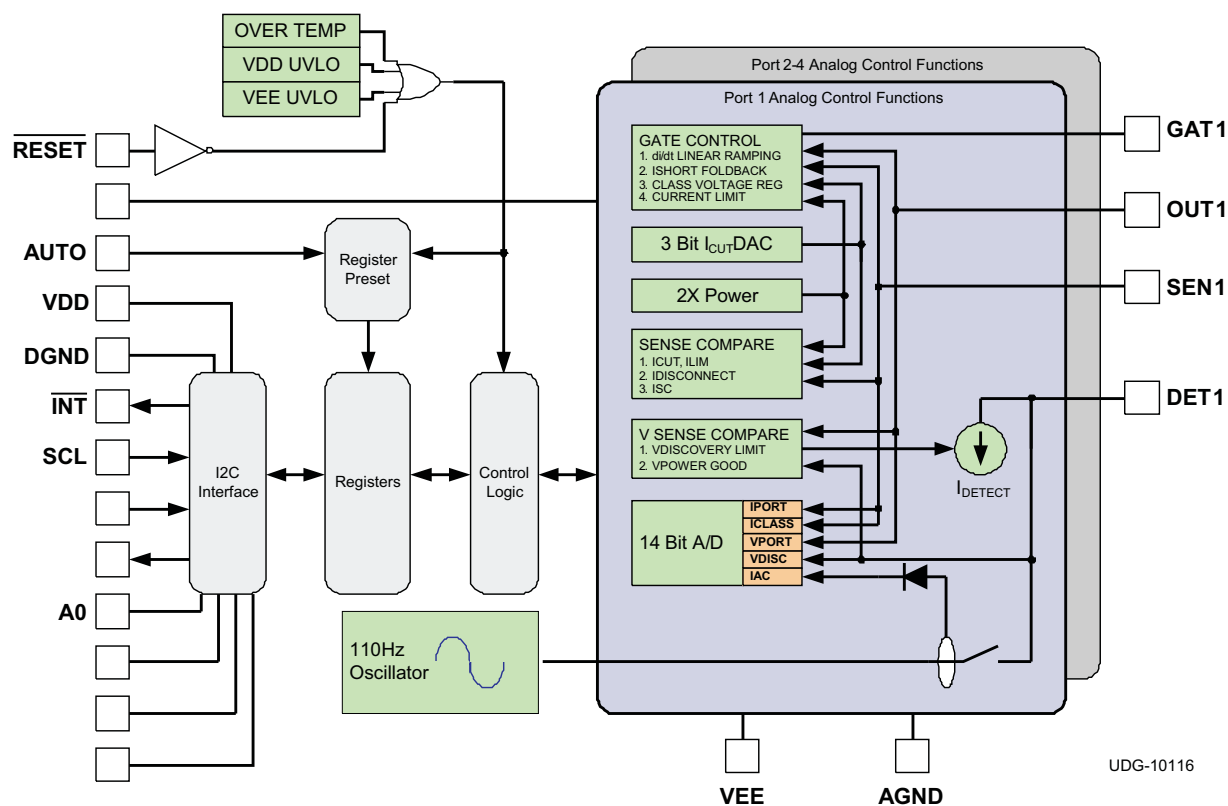 OVER TEMP
VDD UVLO
VEE UVLO
RESET
AUTO
VDD
DGND
INT
SCL
A0
Register
Preset
I2C
Interface
Registers
Control
Logic
110Hz
Oscillator
Port 2-4 Analog Control Functions
Port 1 Analog Control Functions
GATE CONTROL
1. di/dt LINEAR RAMPING
2. ISHORT FOLDBACK
3. CLASS VOLTAGE REG
4. CURRENT LIMIT
3 Bit ICUTDAC
2X Power
SENSE COMPARE
1. ICUT, ILIM
2. IDISCONNECT
3. ISC
V SENSE COMPARE
1. VDISCOVERY LIMIT
2. VPOWER GOOD
IDETECT
14 Bit A/D
IPORT
ICLASS
VPORT
VDISC
IAC
GAT1
OUT1
SEN1
DET1
VEE
AGND
UDG-10116